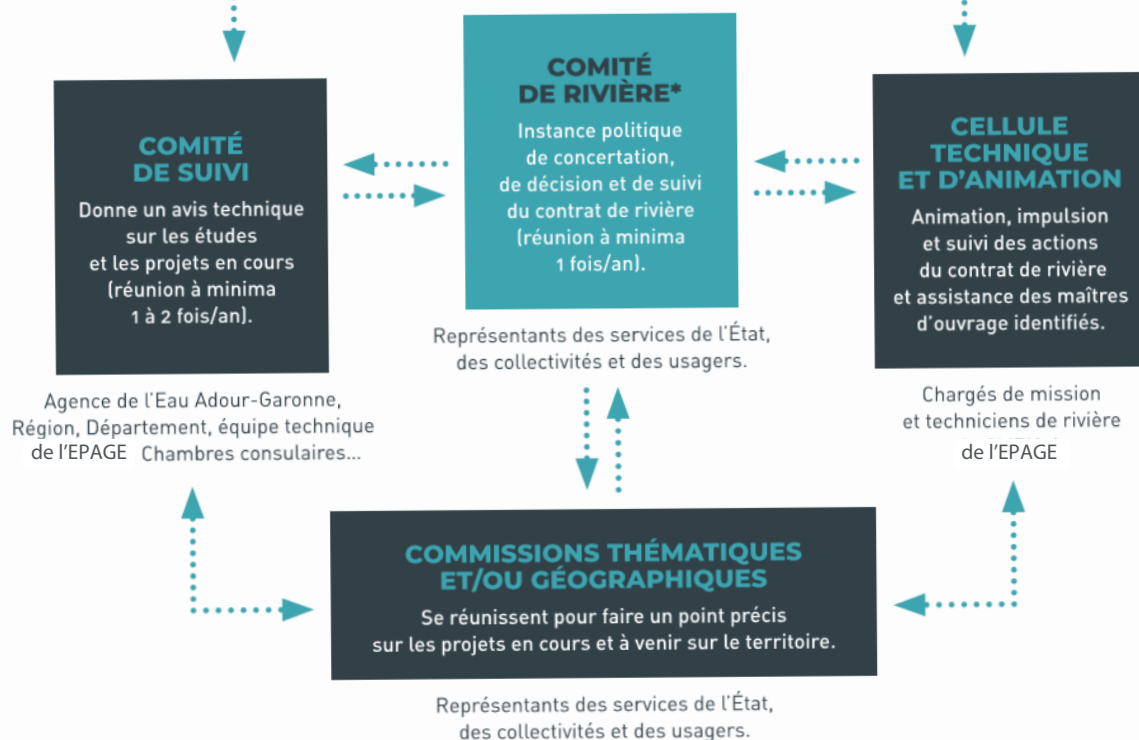 COMITÉ
DE SUIVI
Donne un avis technique
sur les études
et les projets en cours
(réunion à minima
1 à 2 fois/an).
Agence de l'Eau Adour-Garonne,
Région, Département, équipe technique
de l'EPAGE Chambres consulaires...
COMITÉ
DE RIVIÈRE*
Instance politique
de concertation,
de décision et de suivi
du contrat de rivière
(réunion à minima
1 fois/an).
Représentants des services de l'État,
des collectivités et des usagers.
CELLULE
TECHNIQUE
ET D'ANIMATION
Animation, impulsion
et suivi des actions
du contrat de rivière
et assistance des maîtres
d'ouvrage identifiés.
Chargés de mission
et techniciens de rivière
de l'EPAGE
COMMISSIONS THÉMATIQUES
ET/OU GÉOGRAPHIQUES
Se réunissent pour faire un point précis
sur les projets en cours et à venir sur le territoire.
Représentants des services de l'État,
des collectivités et des usagers.